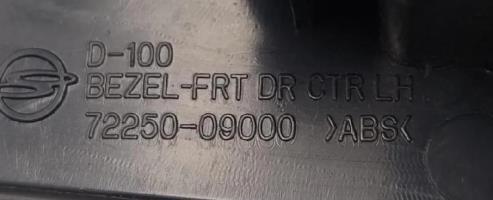 D-100
BEZEL-FRT DR CTR LH
72250-09000 >ABS<